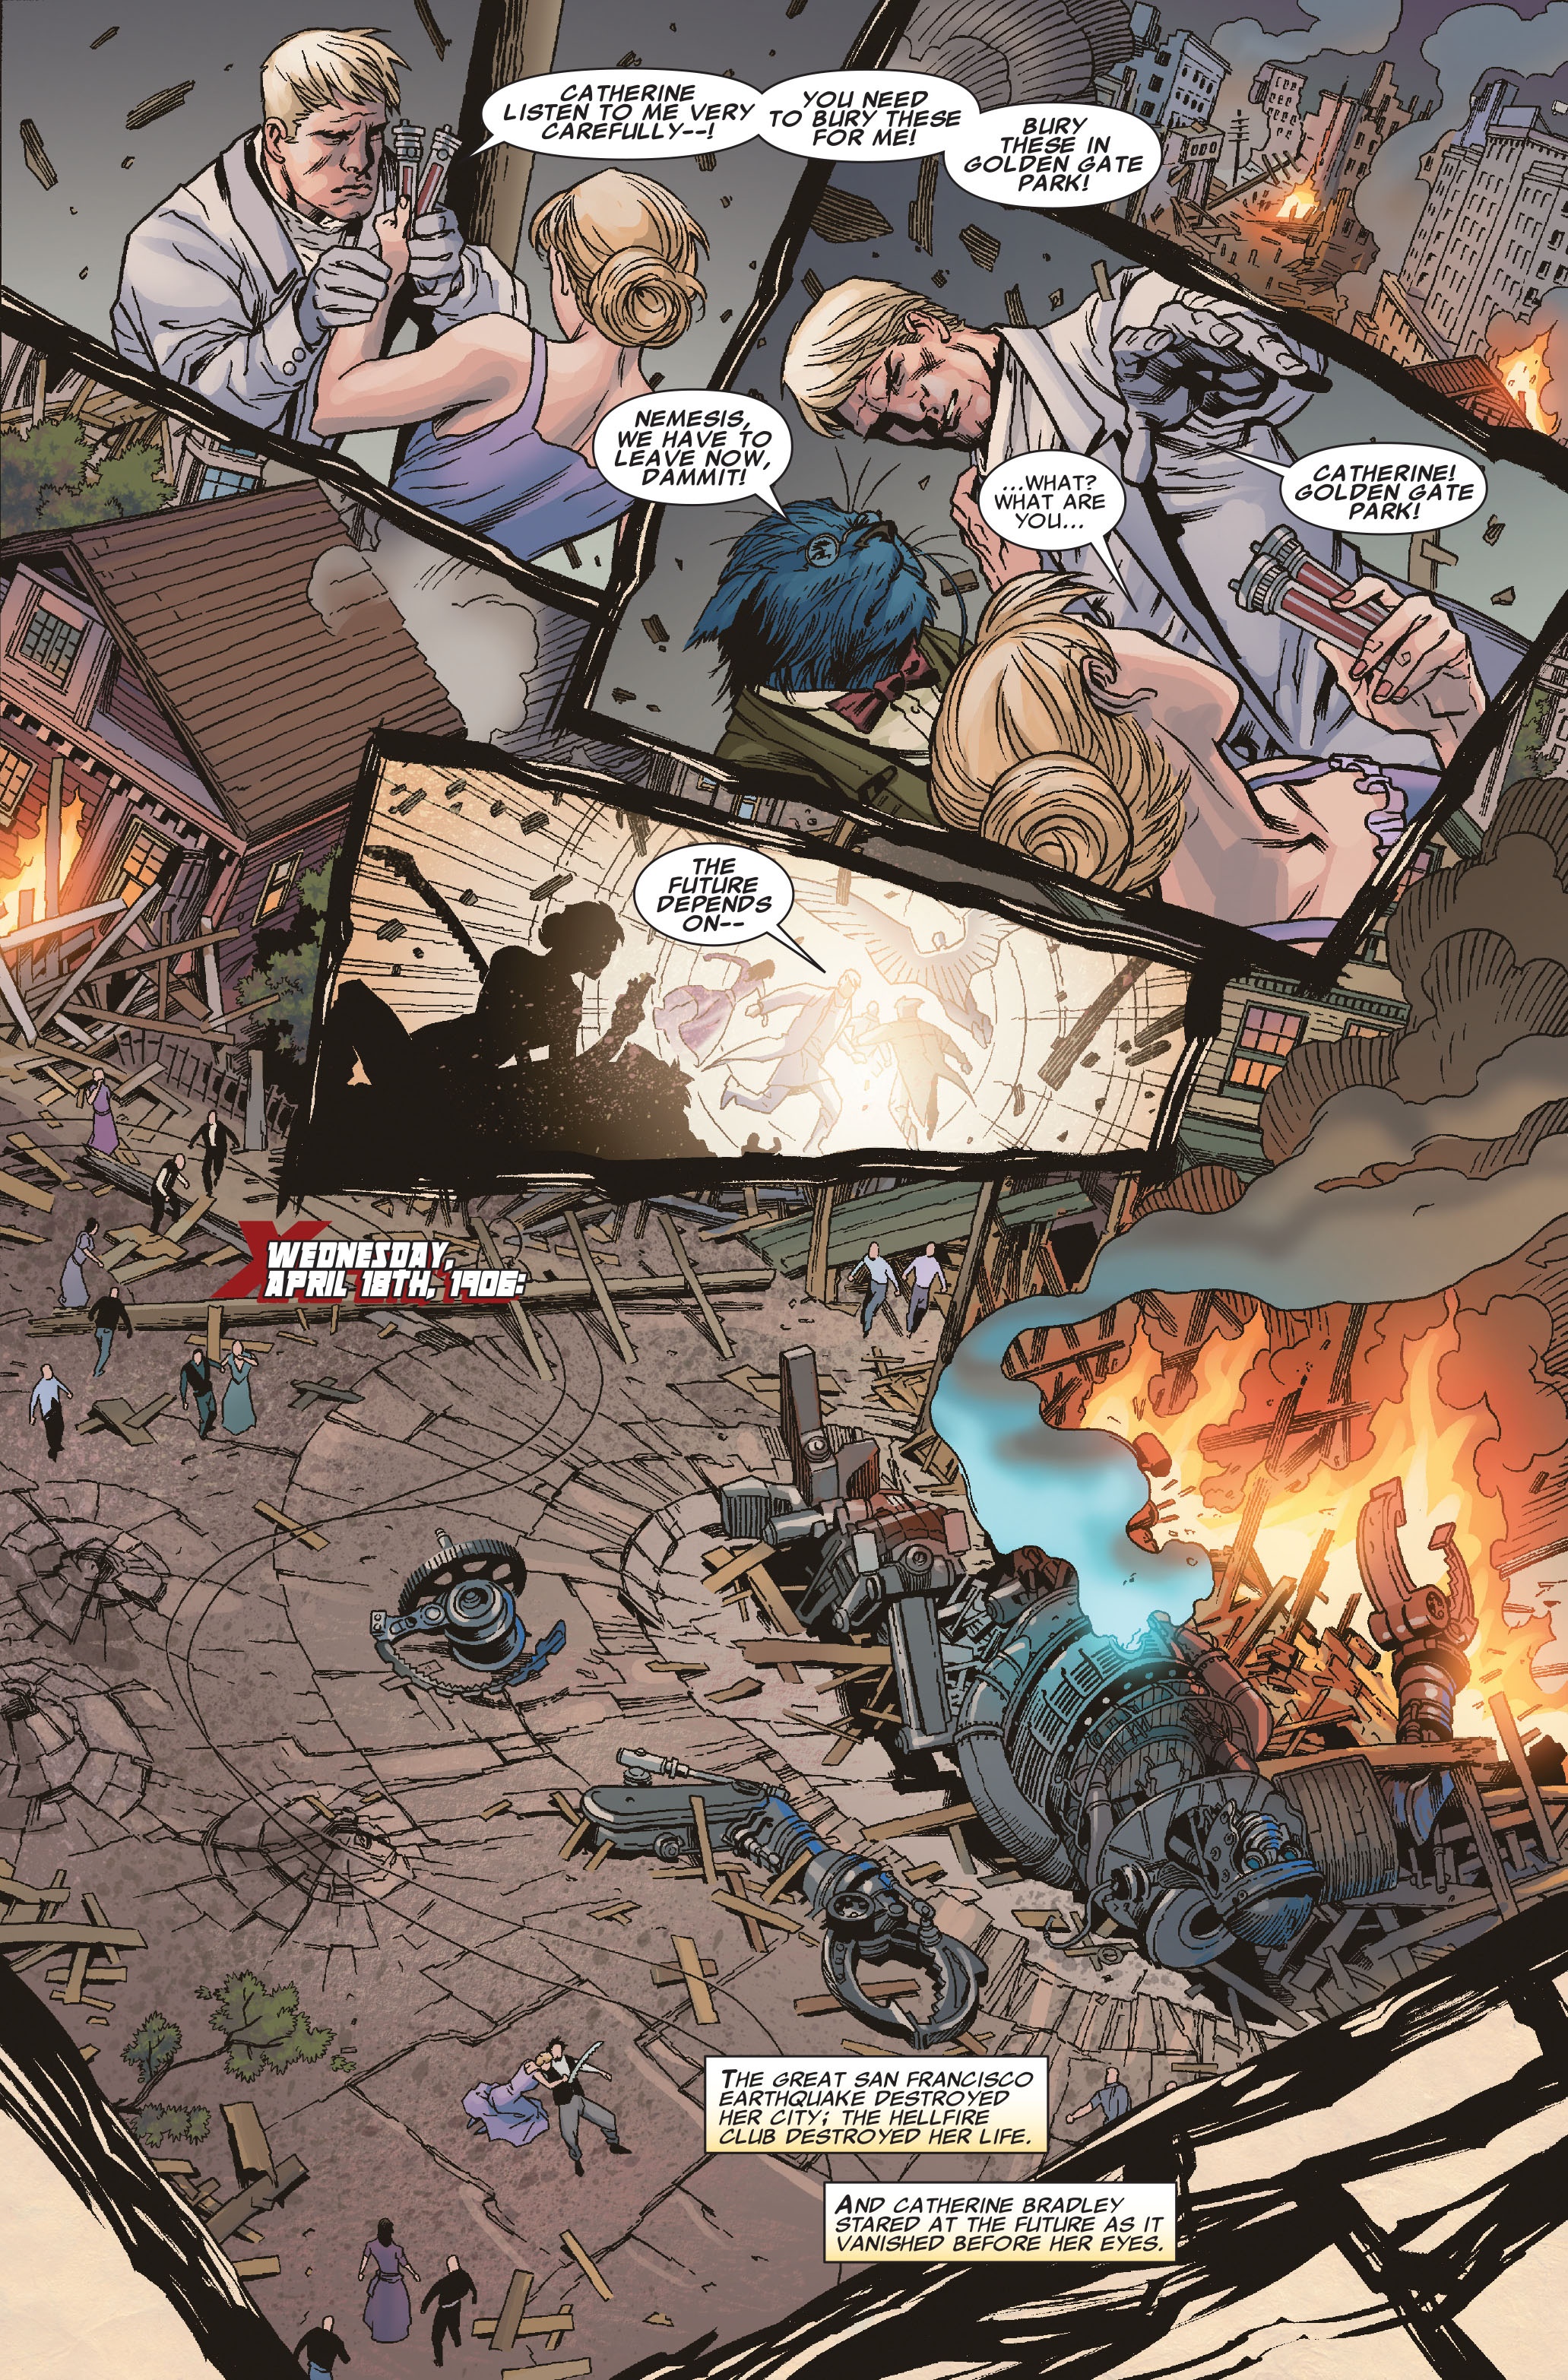 CATHERINE
LISTEN TO ME VERY
CAREFULLY--!
YOU NEED
TO BURY THESE
FOR ME!
BURY
THESE IN
GOLDEN GATE
PARK!
NEMESIS,
WE HAVE TO
LEAVE NOW,
DAMMIT!
...WHAT?
WHAT ARE
YOU...
CATHERINE!
GOLDEN GATE
PARK!
THE
FUTURE
DEPENDS
ON--
X
WEDNESDAY,
APRIL 18TH, 1906:
THE GREAT SAN FRANCISCO
EARTHQUAKE DESTROYED
HER CITY; THE HELLFIRE
CLUB DESTROYED HER LIFE.
AND CATHERINE BRADLEY
STARED AT THE FUTURE AS IT
VANISHED BEFORE HER EYES.